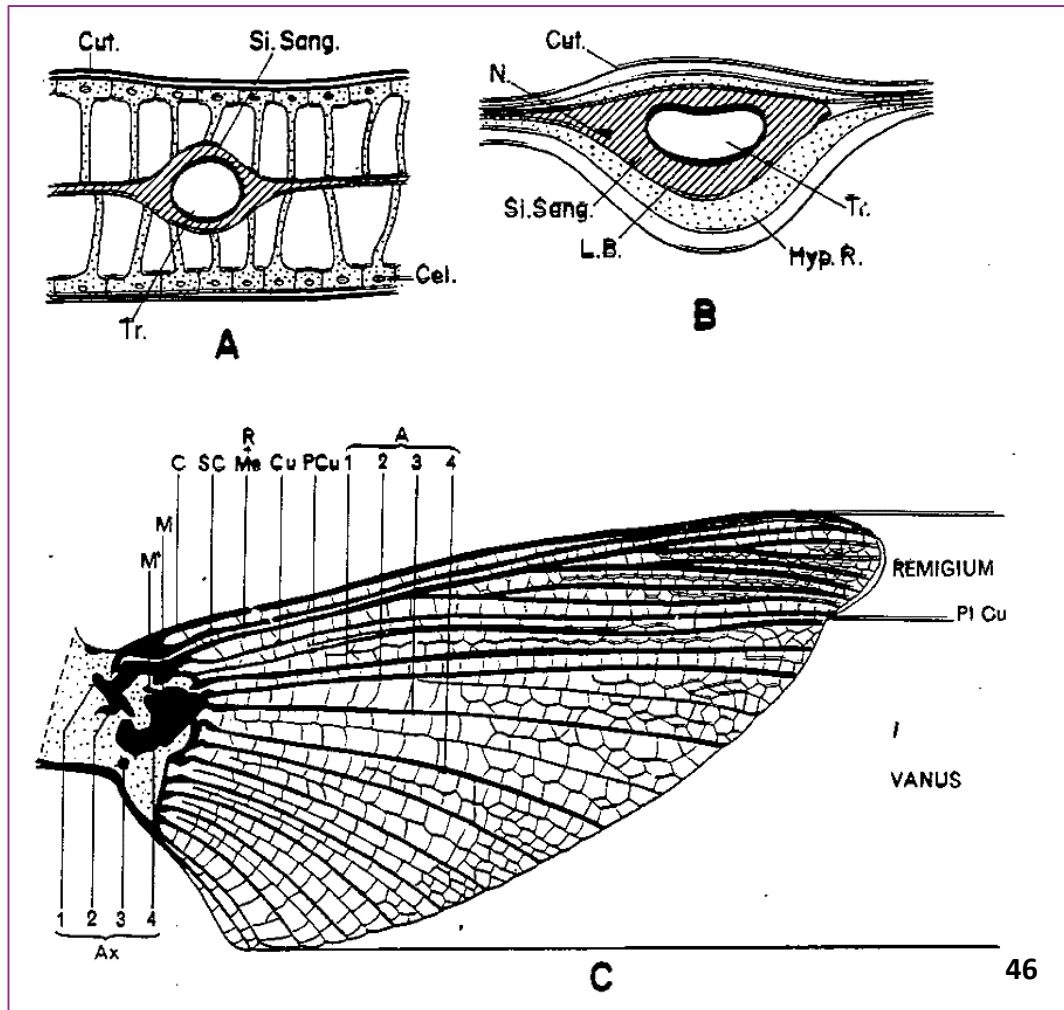 Cut.
Si. Sang.
Cel.
Tr.
A
Cut.
N.
Si. Sang.
L.B.
Tr.
Hyp. R.
B
R
+
A
C SC Me Cu PCu 1 2 3 4
M
M'
REMIGIUM
Pl Cu
VANUS
1 2 3 4
Ax
C
46